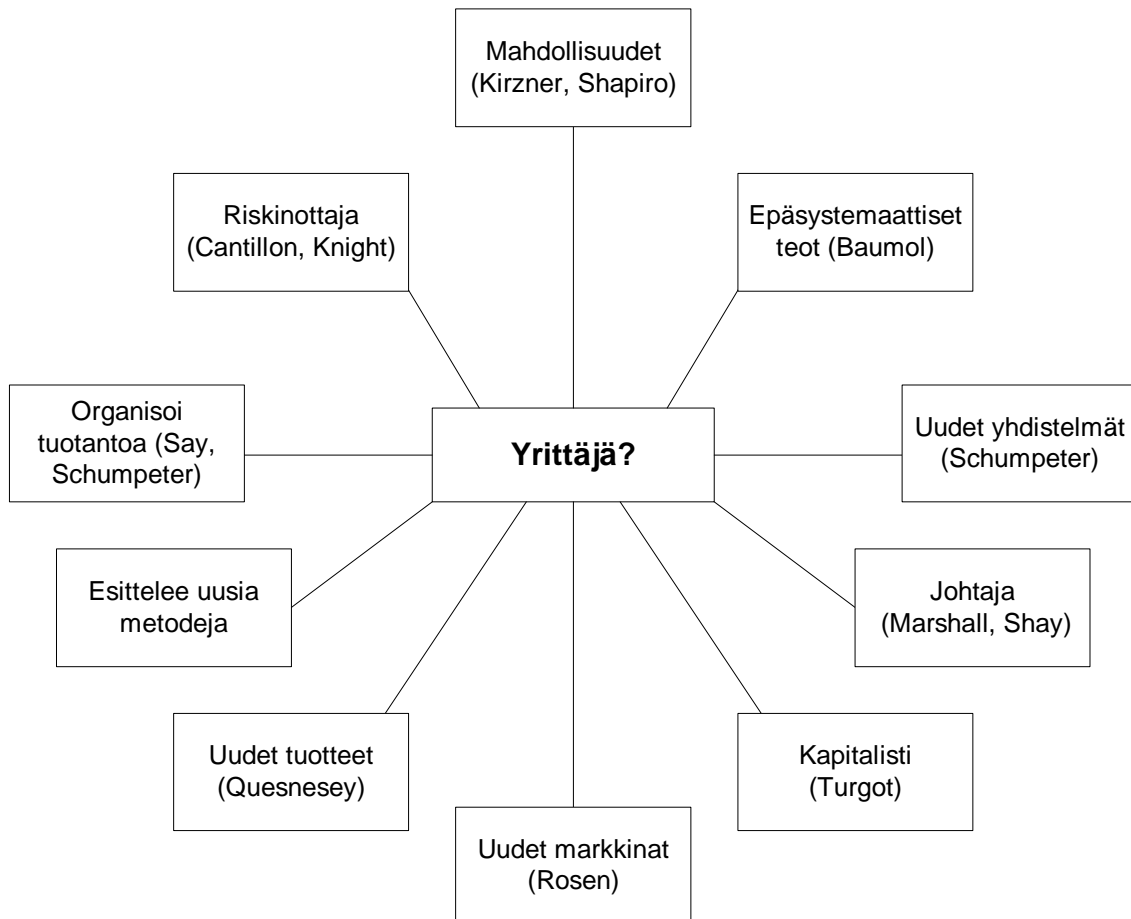 Mahdollisuudet
(Kirzner, Shapiro)
Riskinottaja
(Cantillon, Knight)
Epäsystemaattiset
teot (Baumol)
Organisoi
tuotantoa (Say,
Schumpeter)
Yrittäjä?
Uudet yhdistelmät
(Schumpeter)
Esittelee uusia
metodeja
Johtaja
(Marshall, Shay)
Uudet tuotteet
(Quesnesey)
Kapitalisti
(Turgot)
Uudet markkinat
(Rosen)